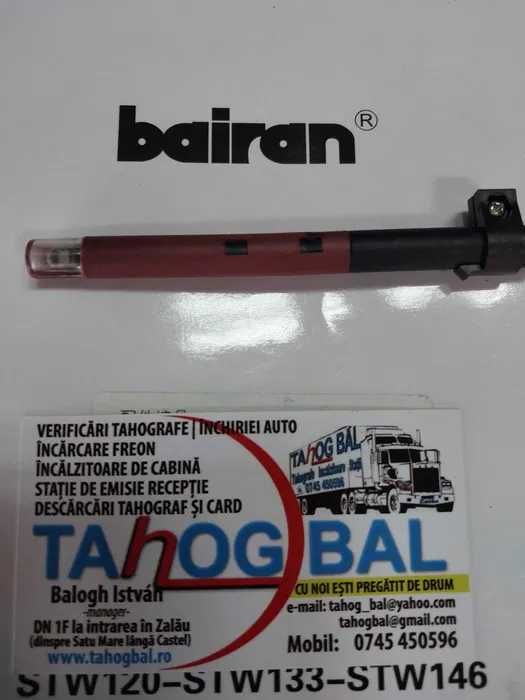 bairan®
VERIFICĂRI TAHOGRAFE | ÎNCHIRIEI AUTO
ÎNCĂRCARE FREON
ÎNCĂLZITOARE DE CABINĂ
STAȚIE DE EMISIE RECEPȚIE
DESCĂRCĂRI TAHOGRAF ȘI CARD
TAHOG BAL
0745 450596
TAhOG BAL
CU NOI EȘTI PREGĂTIT DE DRUM
Balogh István
-manager-
DN 1F la intrarea în Zalău
(dinspre Satu Mare lângă Castel)
www.tahogbal.ro
e-mail: tahog_bal@yahoo.com
tahogbal@gmail.com
Mobil: 0745 450596
STW120-STW133-STW146